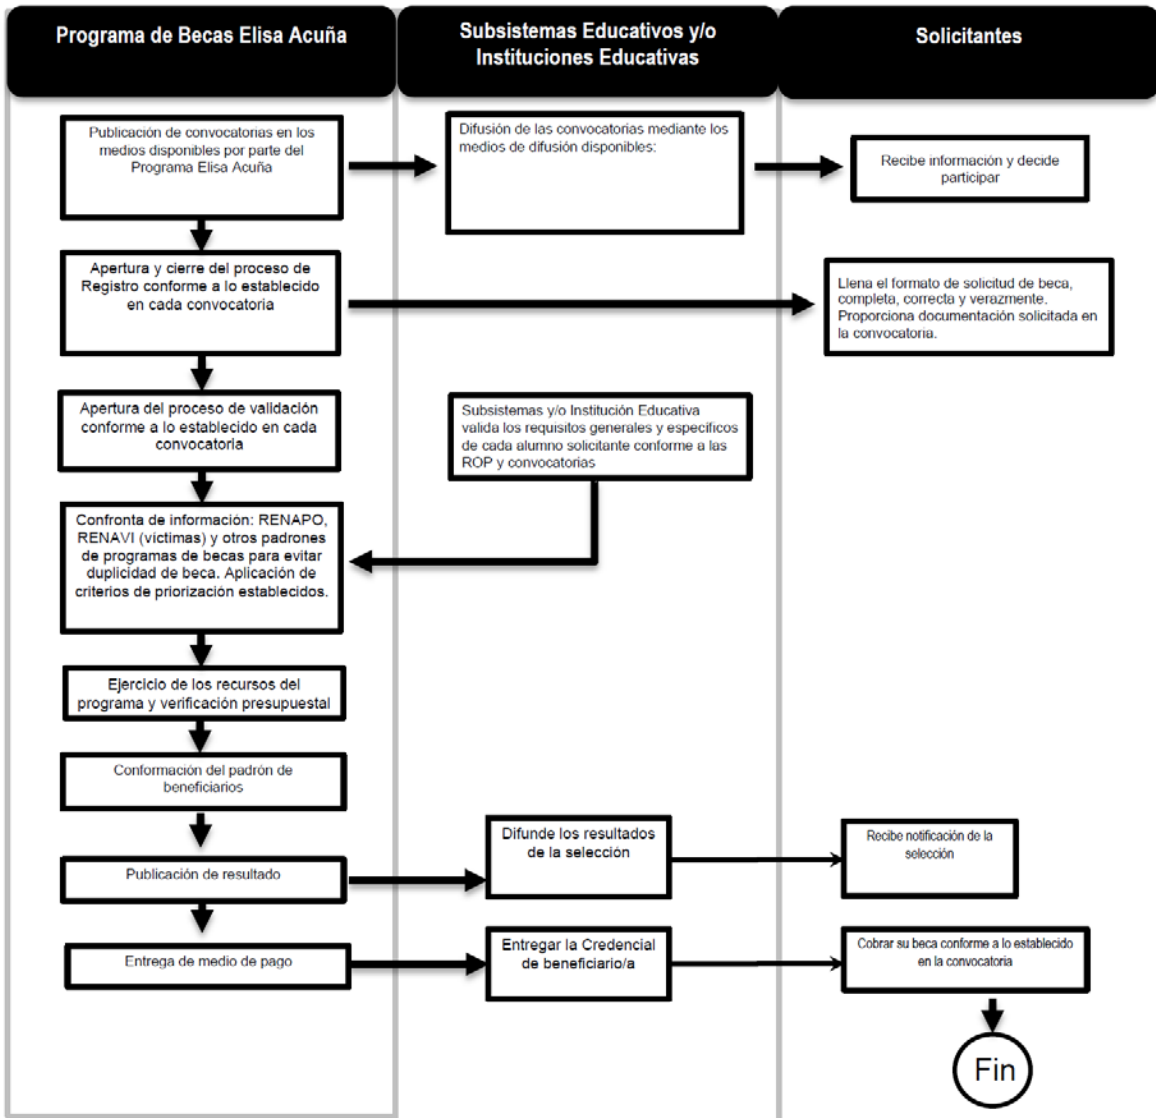 Programa de Becas Elisa Acuña
Subsistemas Educativos y/o
Instituciones Educativas
Solicitantes
Publicación de convocatorias en los
medios disponibles por parte del
Programa Elisa Acuña
Difusión de las convocatorias mediante los
medios de difusión disponibles:
Recibe información y decide
participar
Apertura y cierre del proceso de
Registro conforme a lo establecido
en cada convocatoria
Llena el formato de solicitud de beca,
completa, correcta y verazmente.
Proporciona documentación solicitada en
la convocatoria.
Apertura del proceso de validación
conforme a lo establecido en cada
convocatoria
Subsistemas y/o Institución Educativa
valida los requisitos generales y específicos
de cada alumno solicitante conforme a las
ROP y convocatorias
Confronta de información: RENAPO,
RENAVI (víctimas) y otros padrones
de programas de becas para evitar
duplicidad de beca. Aplicación de
criterios de priorización establecidos.
Ejercicio de los recursos del
programa y verificación presupuestal
Conformación del padrón de
beneficiarios
Publicación de resultado
Difunde los resultados
de la selección
Recibe notificación de la
selección
Entrega de medio de pago
Entregar la Credencial
de beneficiario/a
Cobrar su beca conforme a lo establecido
en la convocatoria
Fin